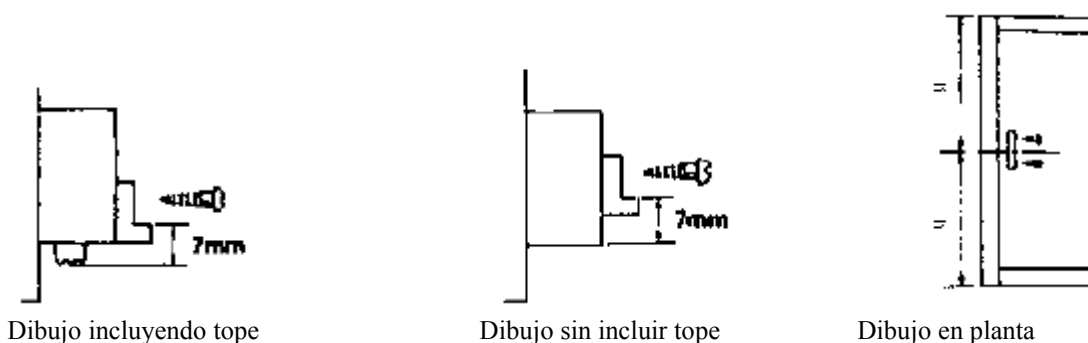 7mm
7mm
Dibujo incluyendo tope
Dibujo sin incluir tope
Dibujo en planta